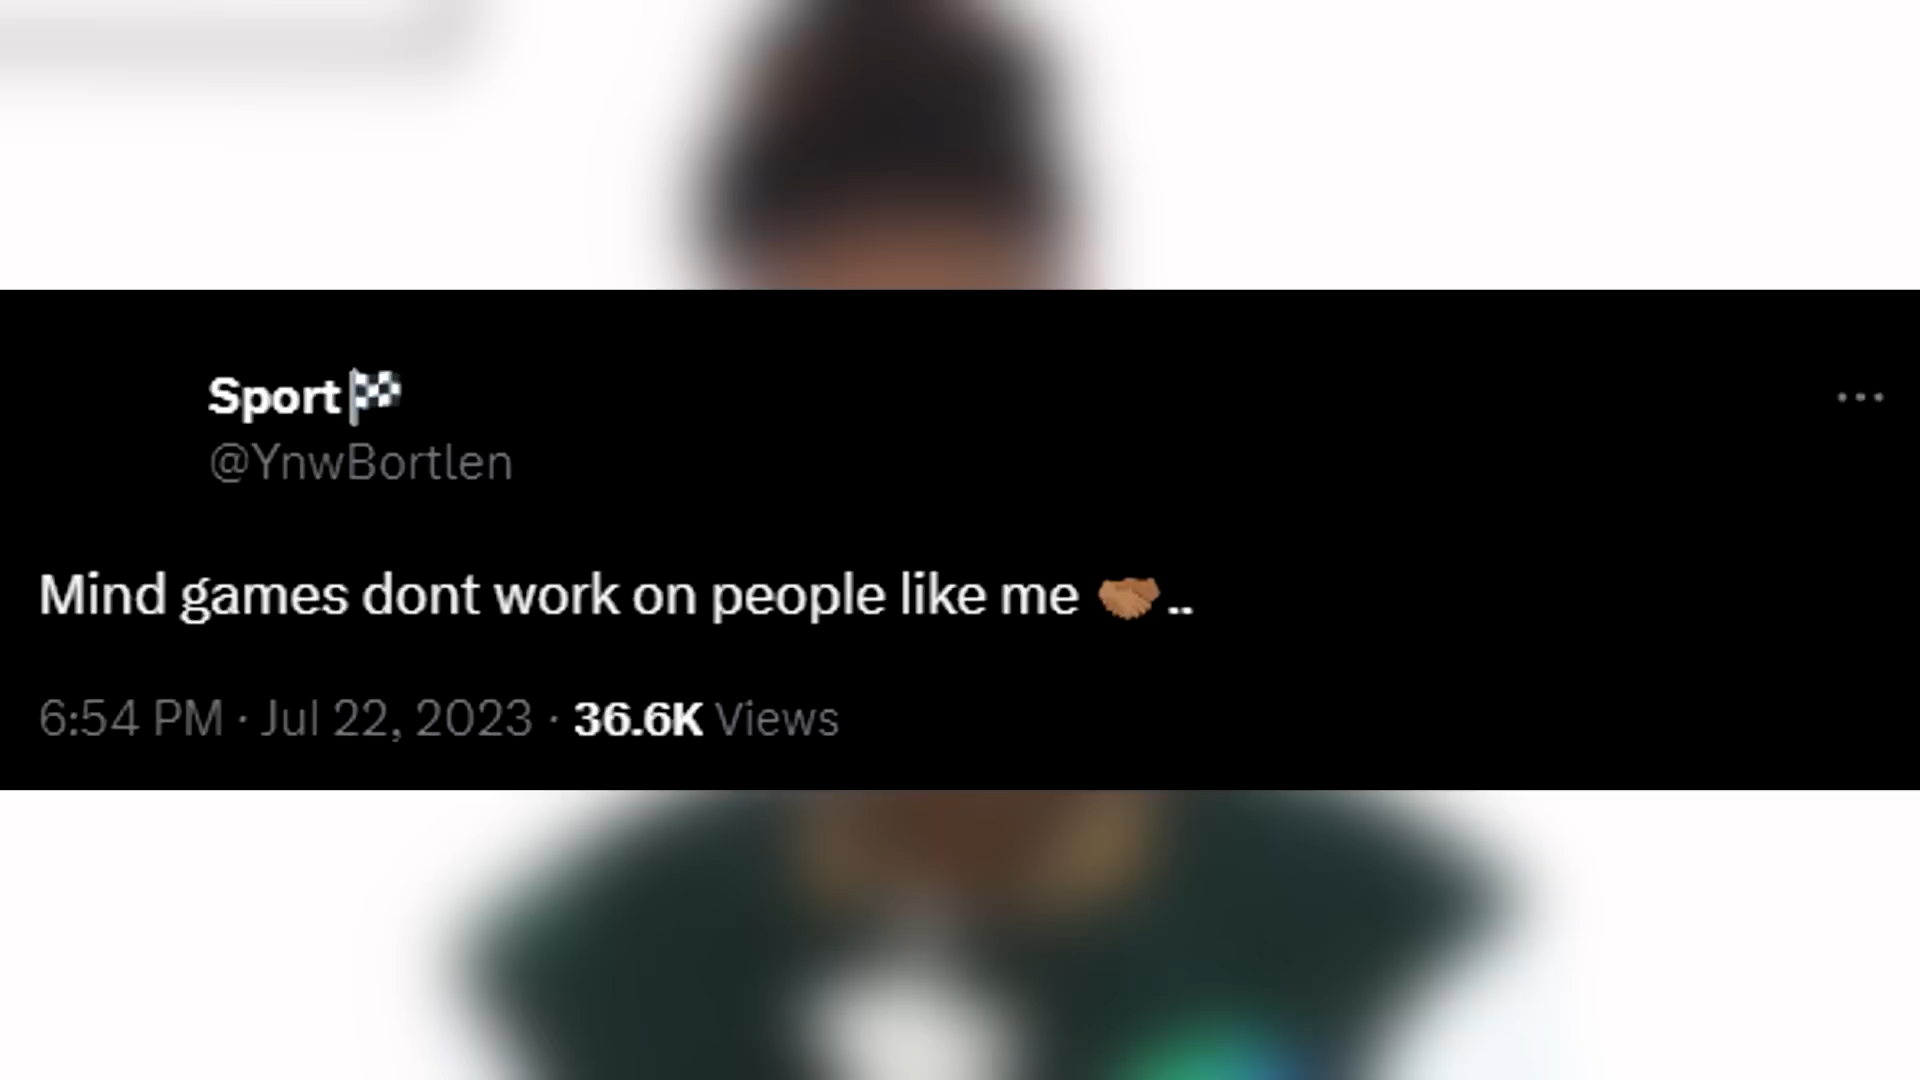 Sport🏁
@YnwBortlen
Mind games dont work on people like me 🤝🏾..
6:54 PM · Jul 22, 2023 · 36.6K Views